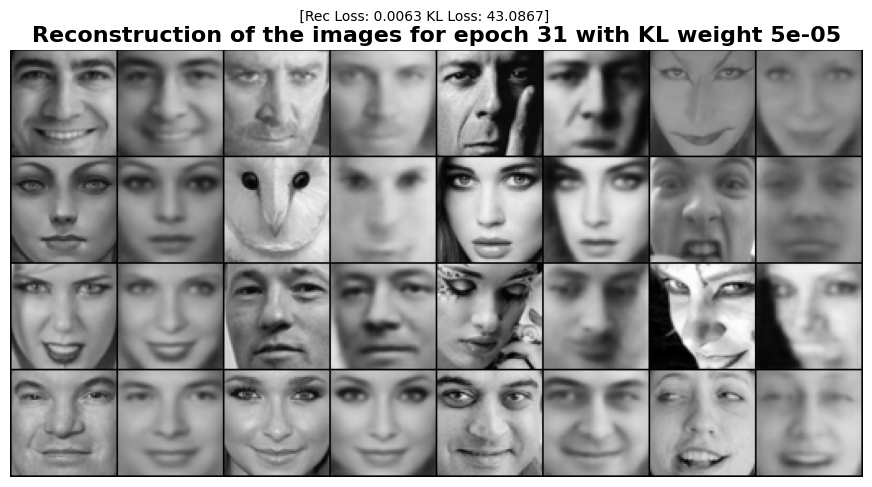 [Rec Loss: 0.0063 KL Loss: 43.0867]
Reconstruction of the images for epoch 31 with KL weight 5e-05